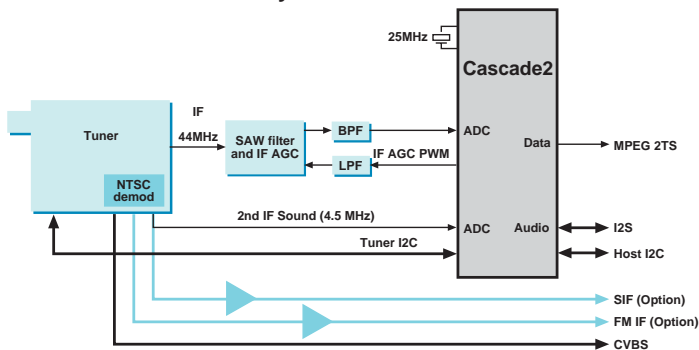 25MHz
Cascade2
IF
44MHz
Tuner
SAW filter
and IF AGC
BPF
LPF
IF AGC PWM
ADC
Data
MPEG 2TS
NTSC
demod
2nd IF Sound (4.5 MHz)
ADC
Audio
I2S
Tuner I2C
Host I2C
SIF (Option)
FM IF (Option)
CVBS